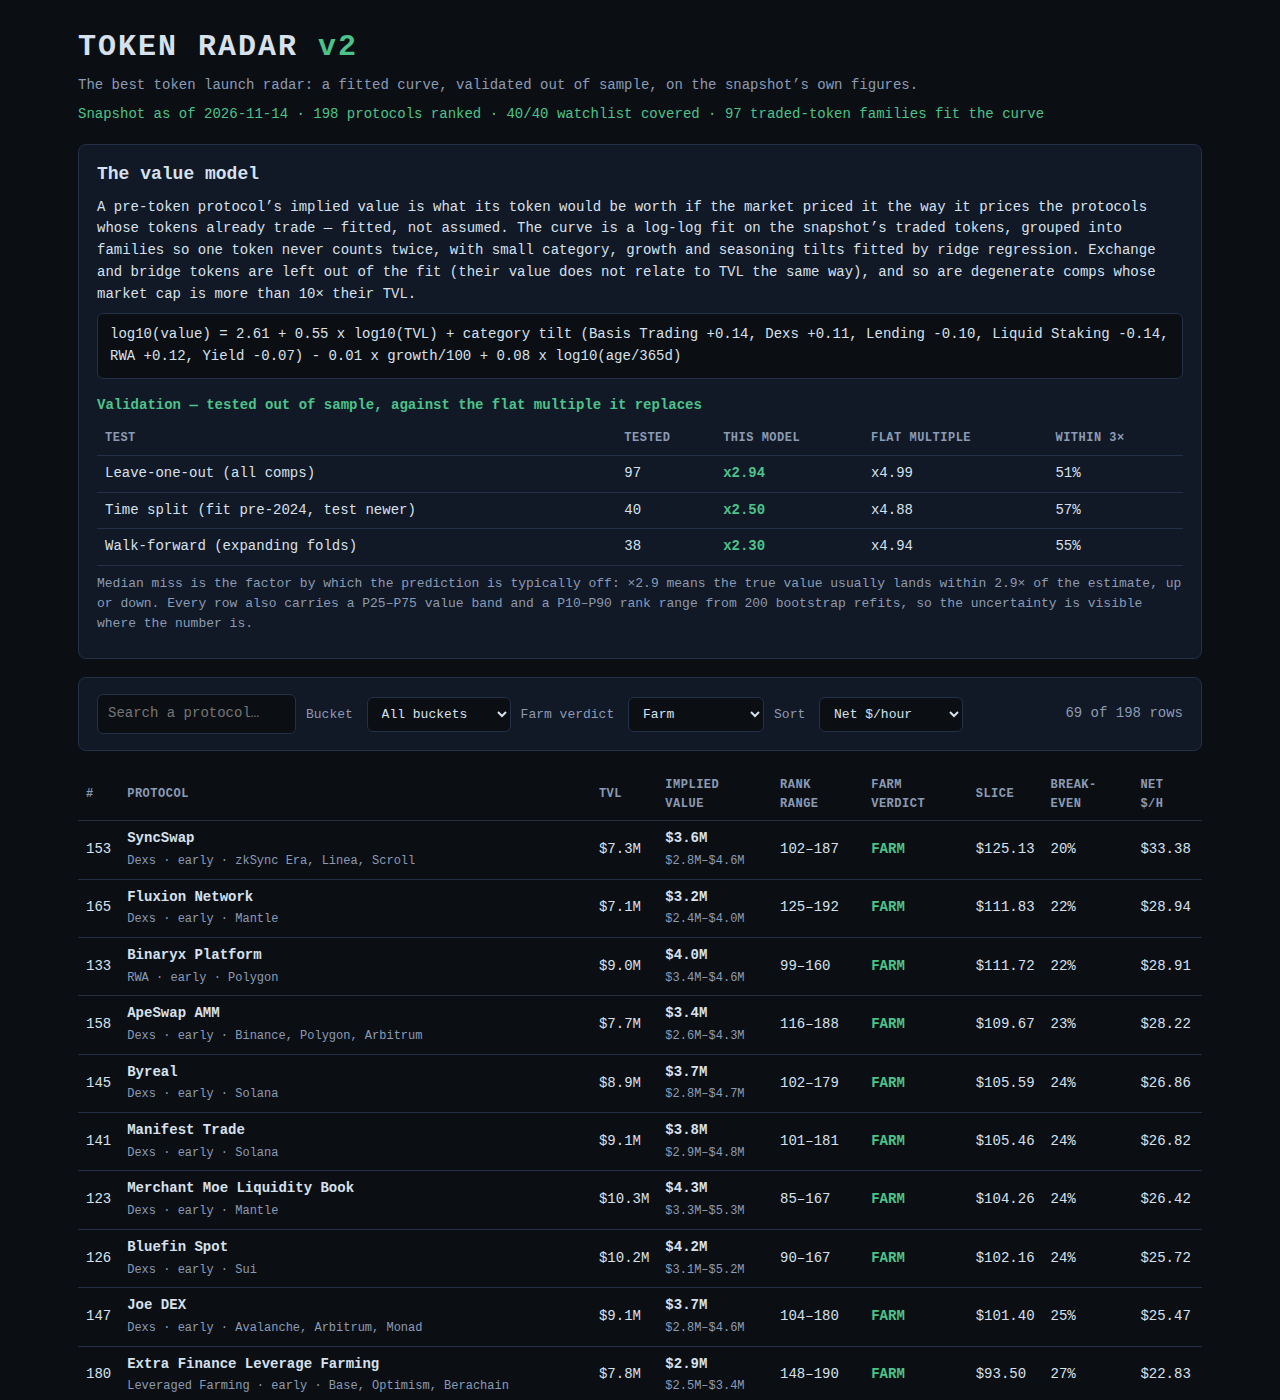 TOKEN RADAR v2
The best token launch radar: a fitted curve, validated out of sample, on the snapshot’s own figures.
Snapshot as of 2026-11-14 · 198 protocols ranked · 40/40 watchlist covered · 97 traded-token families fit the curve
The value model
A pre-token protocol’s implied value is what its token would be worth if the market priced it the way it prices the protocols
whose tokens already trade — fitted, not assumed. The curve is a log-log fit on the snapshot’s traded tokens, grouped into
families so one token never counts twice, with small category, growth and seasoning tilts fitted by ridge regression. Exchange
and bridge tokens are left out of the fit (their value does not relate to TVL the same way), and so are degenerate comps whose
market cap is more than 10× their TVL.
log10(value) = 2.61 + 0.55 x log10(TVL) + category tilt (Basis Trading +0.14, Dexs +0.11, Lending -0.10, Liquid Staking -0.14,
RWA +0.12, Yield -0.07) - 0.01 x growth/100 + 0.08 x log10(age/365d)
Validation — tested out of sample, against the flat multiple it replaces
TEST TESTED THIS MODEL FLAT MULTIPLE WITHIN 3×
Leave-one-out (all comps) 97 x2.94 x4.99 51%
Time split (fit pre-2024, test newer) 40 x2.50 x4.88 57%
Walk-forward (expanding folds) 38 x2.30 x4.94 55%
Median miss is the factor by which the prediction is typically off: ×2.9 means the true value usually lands within 2.9× of the estimate, up
or down. Every row also carries a P25–P75 value band and a P10–P90 rank range from 200 bootstrap refits, so the uncertainty is visible
where the number is.
Search a protocol… Bucket All buckets Farm verdict Farm Sort Net $/hour 69 of 198 rows
# PROTOCOL TVL IMPLIED VALUE RANK RANGE FARM VERDICT SLICE BREAK-EVEN NET $/H
153 SyncSwap $7.3M $3.6M 102–187 FARM $125.13 20% $33.38
Dexs · early · zkSync Era, Linea, Scroll $2.8M–$4.6M
165 Fluxion Network $7.1M $3.2M 125–192 FARM $111.83 22% $28.94
Dexs · early · Mantle $2.4M–$4.0M
133 Binaryx Platform $9.0M $4.0M 99–160 FARM $111.72 22% $28.91
RWA · early · Polygon $3.4M–$4.6M
158 ApeSwap AMM $7.7M $3.4M 116–188 FARM $109.67 23% $28.22
Dexs · early · Binance, Polygon, Arbitrum $2.6M–$4.3M
145 Byreal $8.9M $3.7M 102–179 FARM $105.59 24% $26.86
Dexs · early · Solana $2.8M–$4.7M
141 Manifest Trade $9.1M $3.8M 101–181 FARM $105.46 24% $26.82
Dexs · early · Solana $2.9M–$4.8M
123 Merchant Moe Liquidity Book $10.3M $4.3M 85–167 FARM $104.26 24% $26.42
Dexs · early · Mantle $3.3M–$5.3M
126 Bluefin Spot $10.2M $4.2M 90–167 FARM $102.16 24% $25.72
Dexs · early · Sui $3.1M–$5.2M
147 Joe DEX $9.1M $3.7M 104–180 FARM $101.40 25% $25.47
Dexs · early · Avalanche, Arbitrum, Monad $2.8M–$4.6M
180 Extra Finance Leverage Farming $7.8M $2.9M 148–190 FARM $93.50 27% $22.83
Leveraged Farming · early · Base, Optimism, Berachain $2.5M–$3.4M